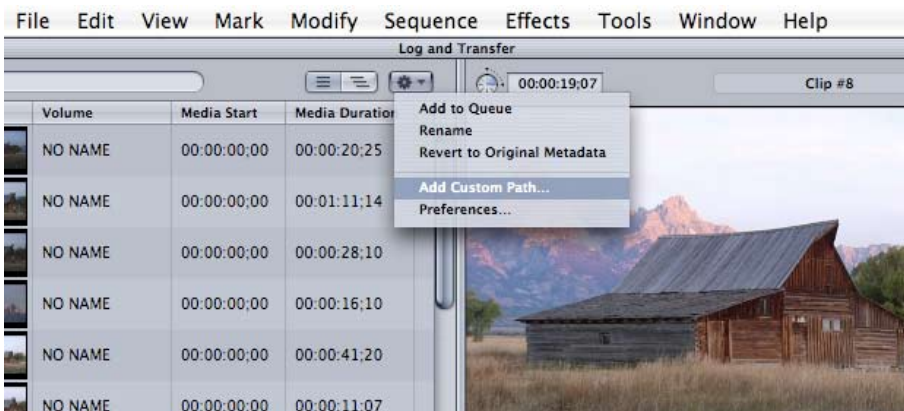 File Edit View Mark Modify Sequence Effects Tools Window Help
Log and Transfer
00:00:19;07
Clip #8
Volume Media Start Media Duration
Add to Queue
Rename
Revert to Original Metadata
Add Custom Path...
Preferences...
NO NAME 00:00:00;00 00:00:20;25
NO NAME 00:00:00;00 00:01:11;14
NO NAME 00:00:00;00 00:00:28;10
NO NAME 00:00:00;00 00:00:16;10
NO NAME 00:00:00;00 00:00:41;20
NO NAME 00:00:00:00 00:00:11:07